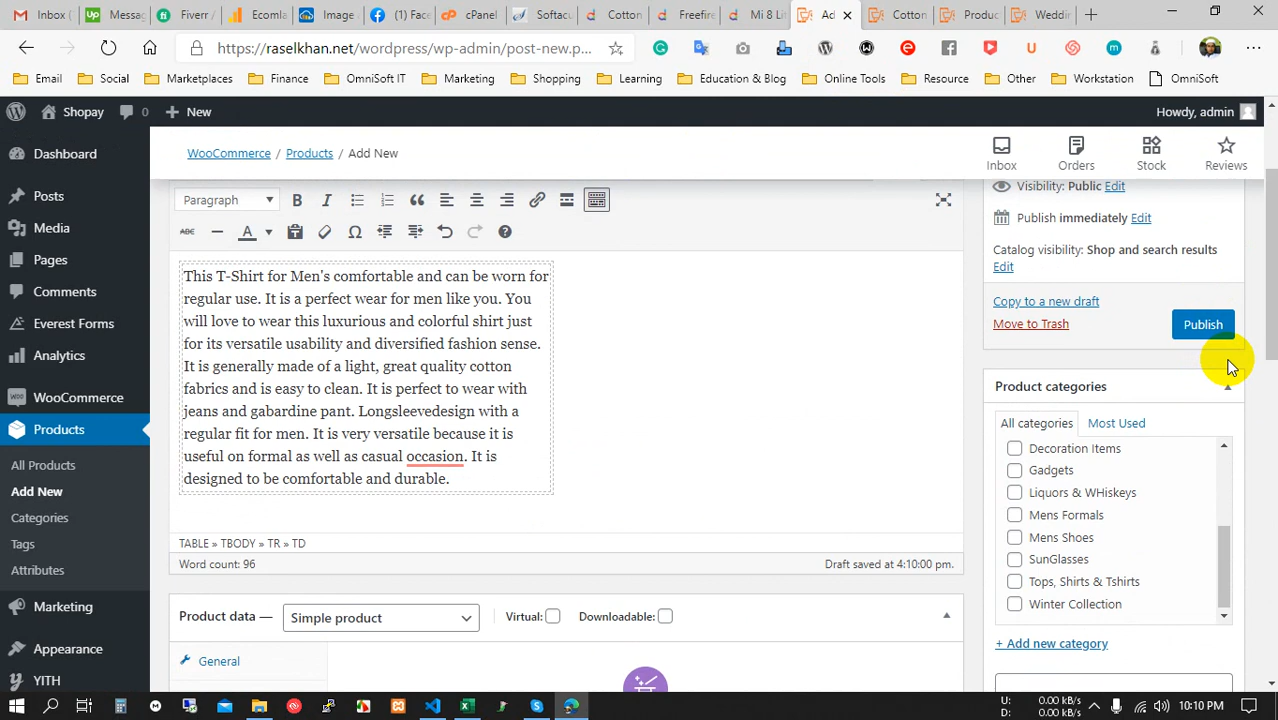 Inbox (
Messag
Fiverr /
Ecomla
Image
(1) Face
cPanel
Softacu
Cotton
Freefire
Mi 8 Lit
Ad
Cotton
Produc
Weddin
https://raselkhan.net/wordpress/wp-admin/post-new.p...
Email
Social
Marketplaces
Finance
OmniSoft IT
Marketing
Shopping
Learning
Education & Blog
Online Tools
Resource
Other
Workstation
OmniSoft
Shopay
0
New
Howdy, admin
Dashboard
Posts
Media
Pages
Comments
Everest Forms
Analytics
WooCommerce
Products
All Products
Add New
Categories
Tags
Attributes
Marketing
Appearance
YITH
WooCommerce / Products / Add New
Inbox
Orders
Stock
Reviews
Paragraph
B
I
ABC
A
This T-Shirt for Men's comfortable and can be worn for
regular use. It is a perfect wear for men like you. You
will love to wear this luxurious and colorful shirt just
for its versatile usability and diversified fashion sense.
It is generally made of a light, great quality cotton
fabrics and is easy to clean. It is perfect to wear with
jeans and gabardine pant. Longsleevedesign with a
regular fit for men. It is very versatile because it is
useful on formal as well as casual occasion. It is
designed to be comfortable and durable.
TABLE » TBODY » TR » TD
Word count: 96
Draft saved at 4:10:00 pm.
Product data —
Simple product
Virtual:
Downloadable:
General
Visibility: Public Edit
Publish immediately Edit
Catalog visibility: Shop and search results
Edit
Copy to a new draft
Move to Trash
Publish
Product categories
All categories
Most Used
Decoration Items
Gadgets
Liquors & WHiskeys
Mens Formals
Mens Shoes
SunGlasses
Tops, Shirts & Tshirts
Winter Collection
+ Add new category
U: 0.00 kB/s
D: 0.00 kB/s
10:10 PM